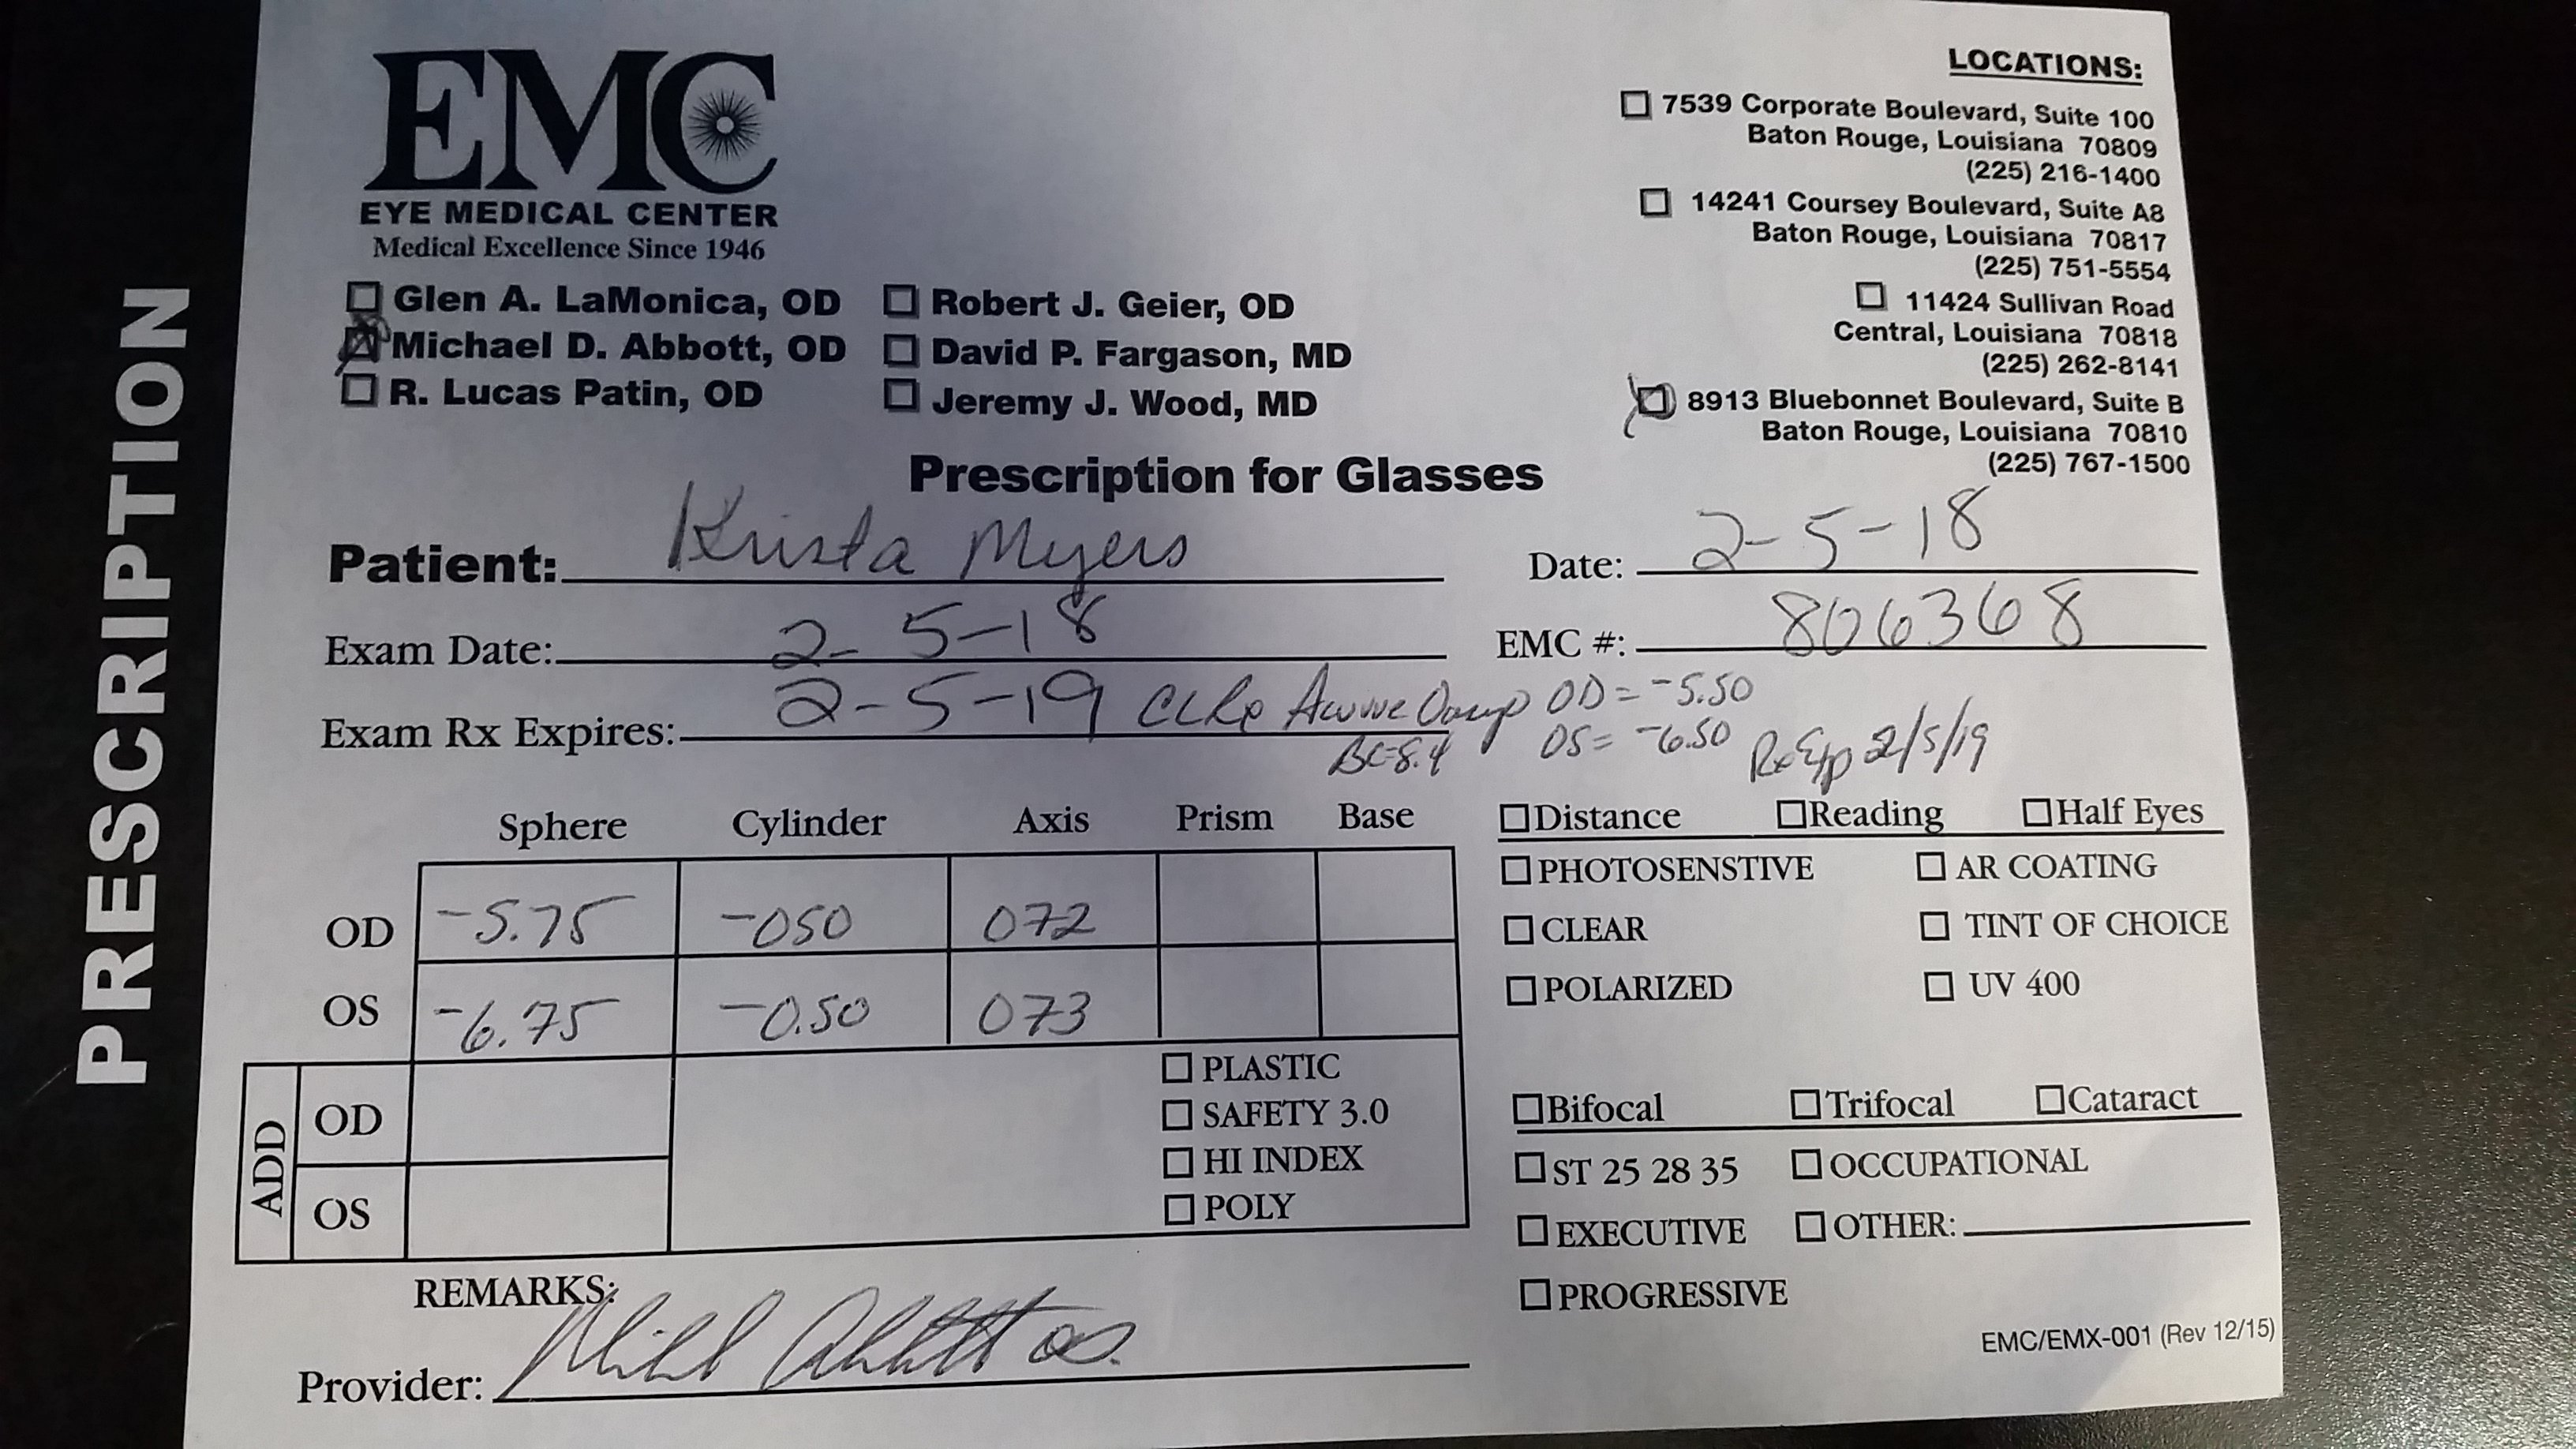 PRESCRIPTION
EMC
EYE MEDICAL CENTER
Medical Excellence Since 1946
Glen A. LaMonica, OD
Michael D. Abbott, OD
R. Lucas Patin, OD
Robert J. Geier, OD
David P. Fargason, MD
Jeremy J. Wood, MD
LOCATIONS:
7539 Corporate Boulevard, Suite 100
Baton Rouge, Louisiana 70809
(225) 216-1400
14241 Coursey Boulevard, Suite A8
Baton Rouge, Louisiana 70817
(225) 751-5554
11424 Sullivan Road
Central, Louisiana 70818
(225) 262-8141
8913 Bluebonnet Boulevard, Suite B
Baton Rouge, Louisiana 70810
(225) 767-1500
Prescription for Glasses
Patient: Krista Myers
Date: 2-5-18
Exam Date: 2-5-18
EMC #: 806368
Exam Rx Expires: 2-5-19 CLRx OD = -5.50
BC=8.4 OS = -6.50 Rx Exp 2/5/19
Sphere Cylinder Axis Prism Base
OD -5.75 -050 072
OS -6.75 -0.50 073
ADD
OD
OS
PLASTIC
SAFETY 3.0
HI INDEX
POLY
Distance Reading Half Eyes
PHOTOSENSTIVE AR COATING
CLEAR TINT OF CHOICE
POLARIZED UV 400
Bifocal Trifocal Cataract
ST 25 28 35 OCCUPATIONAL
EXECUTIVE OTHER:
PROGRESSIVE
REMARKS:
Provider:
EMC/EMX-001 (Rev 12/15)